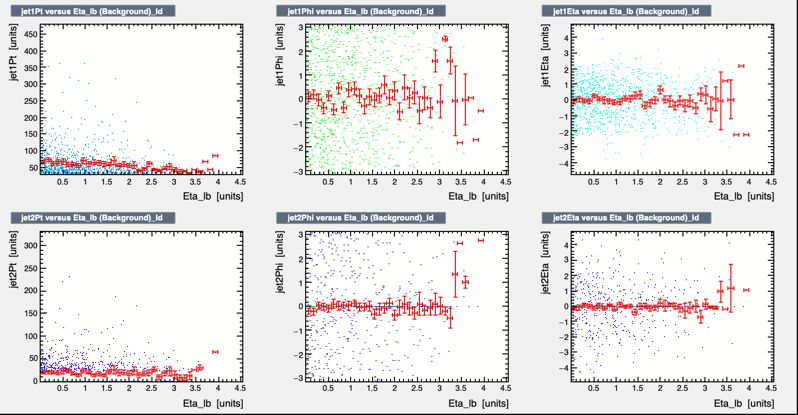 jet1Pt versus Eta_lb (Background)_Id
jet1Pt [units]
450
400
350
300
250
200
150
100
50
0.5 1 1.5 2 2.5 3 3.5 4 4.5
Eta_lb [units]
jet1Phi versus Eta_lb (Background)_Id
jet1Phi [units]
3
2
1
0
-1
-2
-3
0.5 1 1.5 2 2.5 3 3.5 4 4.5
Eta_lb [units]
jet1Eta versus Eta_lb (Background)_Id
jet1Eta [units]
4
3
2
1
0
-1
-2
-3
-4
0.5 1 1.5 2 2.5 3 3.5 4 4.5
Eta_lb [units]
jet2Pt versus Eta_lb (Background)_Id
jet2Pt [units]
300
250
200
150
100
50
0
0.5 1 1.5 2 2.5 3 3.5 4 4.5
Eta_lb [units]
jet2Phi versus Eta_lb (Background)_Id
jet2Phi [units]
3
2
1
0
-1
-2
-3
0.5 1 1.5 2 2.5 3 3.5 4 4.5
Eta_lb [units]
jet2Eta versus Eta_lb (Background)_Id
jet2Eta [units]
4
3
2
1
0
-1
-2
-3
-4
0.5 1 1.5 2 2.5 3 3.5 4 4.5
Eta_lb [units]